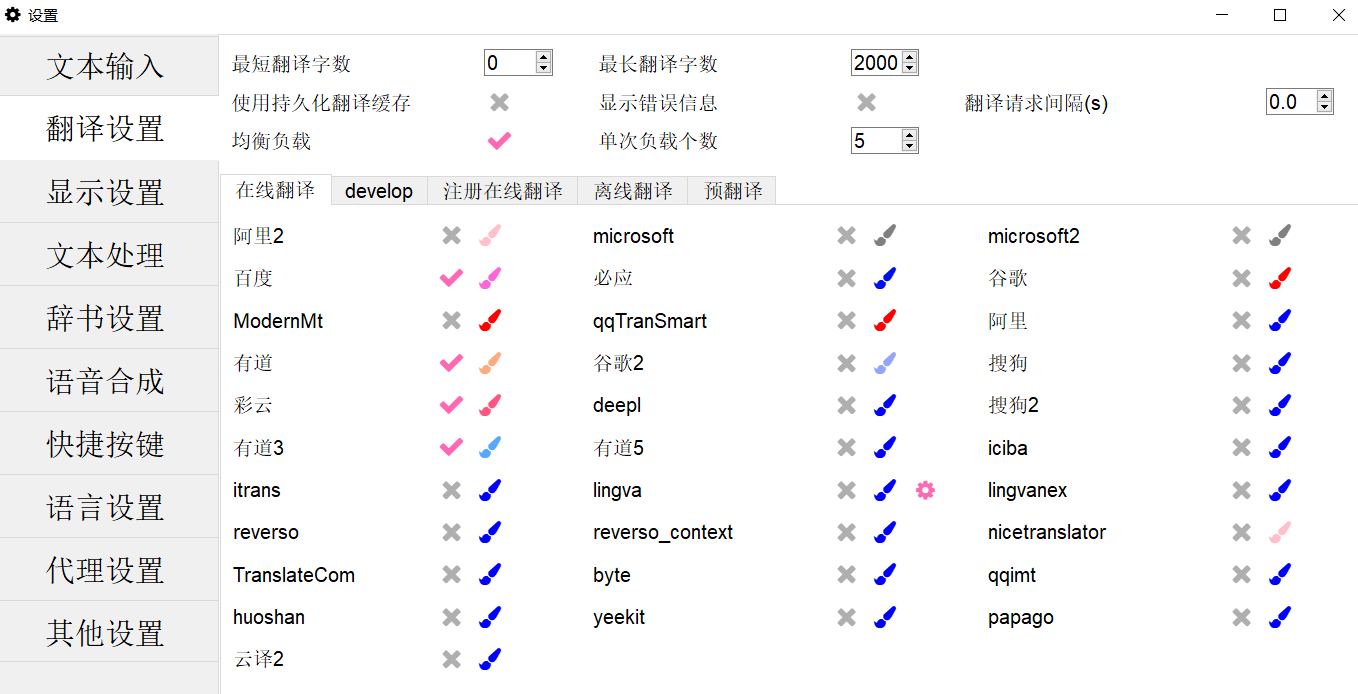 设置
文本输入
翻译设置
显示设置
文本处理
辞书设置
语音合成
快捷按键
语言设置
代理设置
其他设置
最短翻译字数 0 最长翻译字数 2000
使用持久化翻译缓存 显示错误信息 翻译请求间隔(s) 0.0
均衡负载 单次负载个数 5
在线翻译 develop 注册在线翻译 离线翻译 预翻译
阿里2 microsoft microsoft2
百度 必应 谷歌
ModernMt qqTranSmart 阿里
有道 谷歌2 搜狗
彩云 deepl 搜狗2
有道3 有道5 iciba
itrans lingva lingvanex
reverso reverso_context nicetranslator
TranslateCom byte qqimt
huoshan yeekit papago
云译2